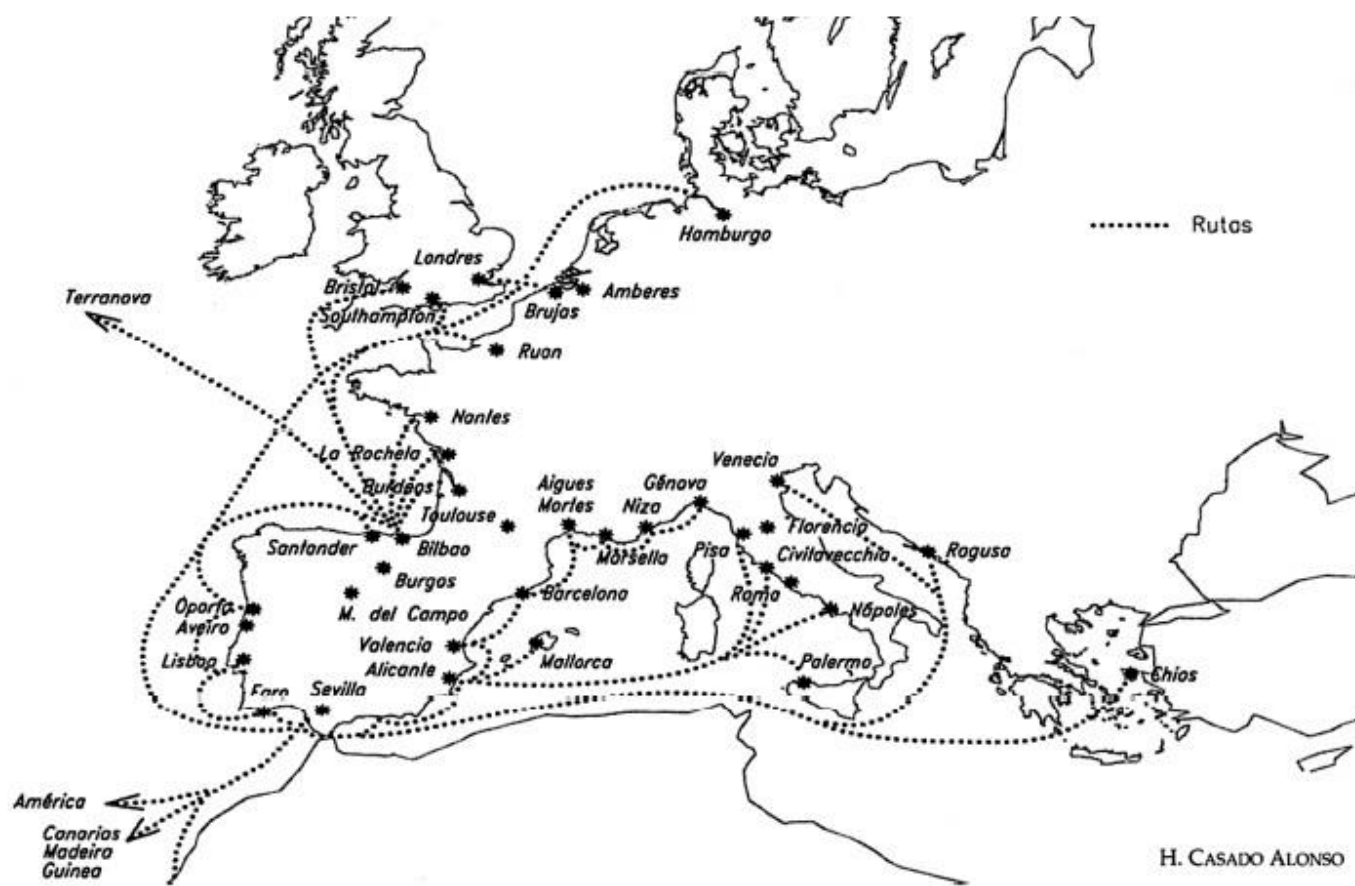 Hamburgo
Rutas
Londres
Terranova
Bristol
Amberes
Brujas
Southampton
Ruan
Nantes
La Rochela
Venecia
Burdeos
Aigues
Mortes
Niza
Génova
Toulouse
Florencia
Santander
Bilbao
Marsella
Pisa
Civitavecchia
Ragusa
Burgos
Barcelona
Roma
Oporto
M. del Campo
Nápoles
Aveiro
Valencia
Mallorca
Lisboa
Alicante
Palermo
Chios
Faro
Sevilla
América
Canarias
Madeira
Guinea
H. CASADO ALONSO